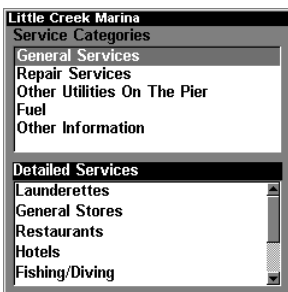 Little Creek Marina
Service Categories
General Services
Repair Services
Other Utilities On The Pier
Fuel
Other Information
Detailed Services
Launderettes
General Stores
Restaurants
Hotels
Fishing/Diving